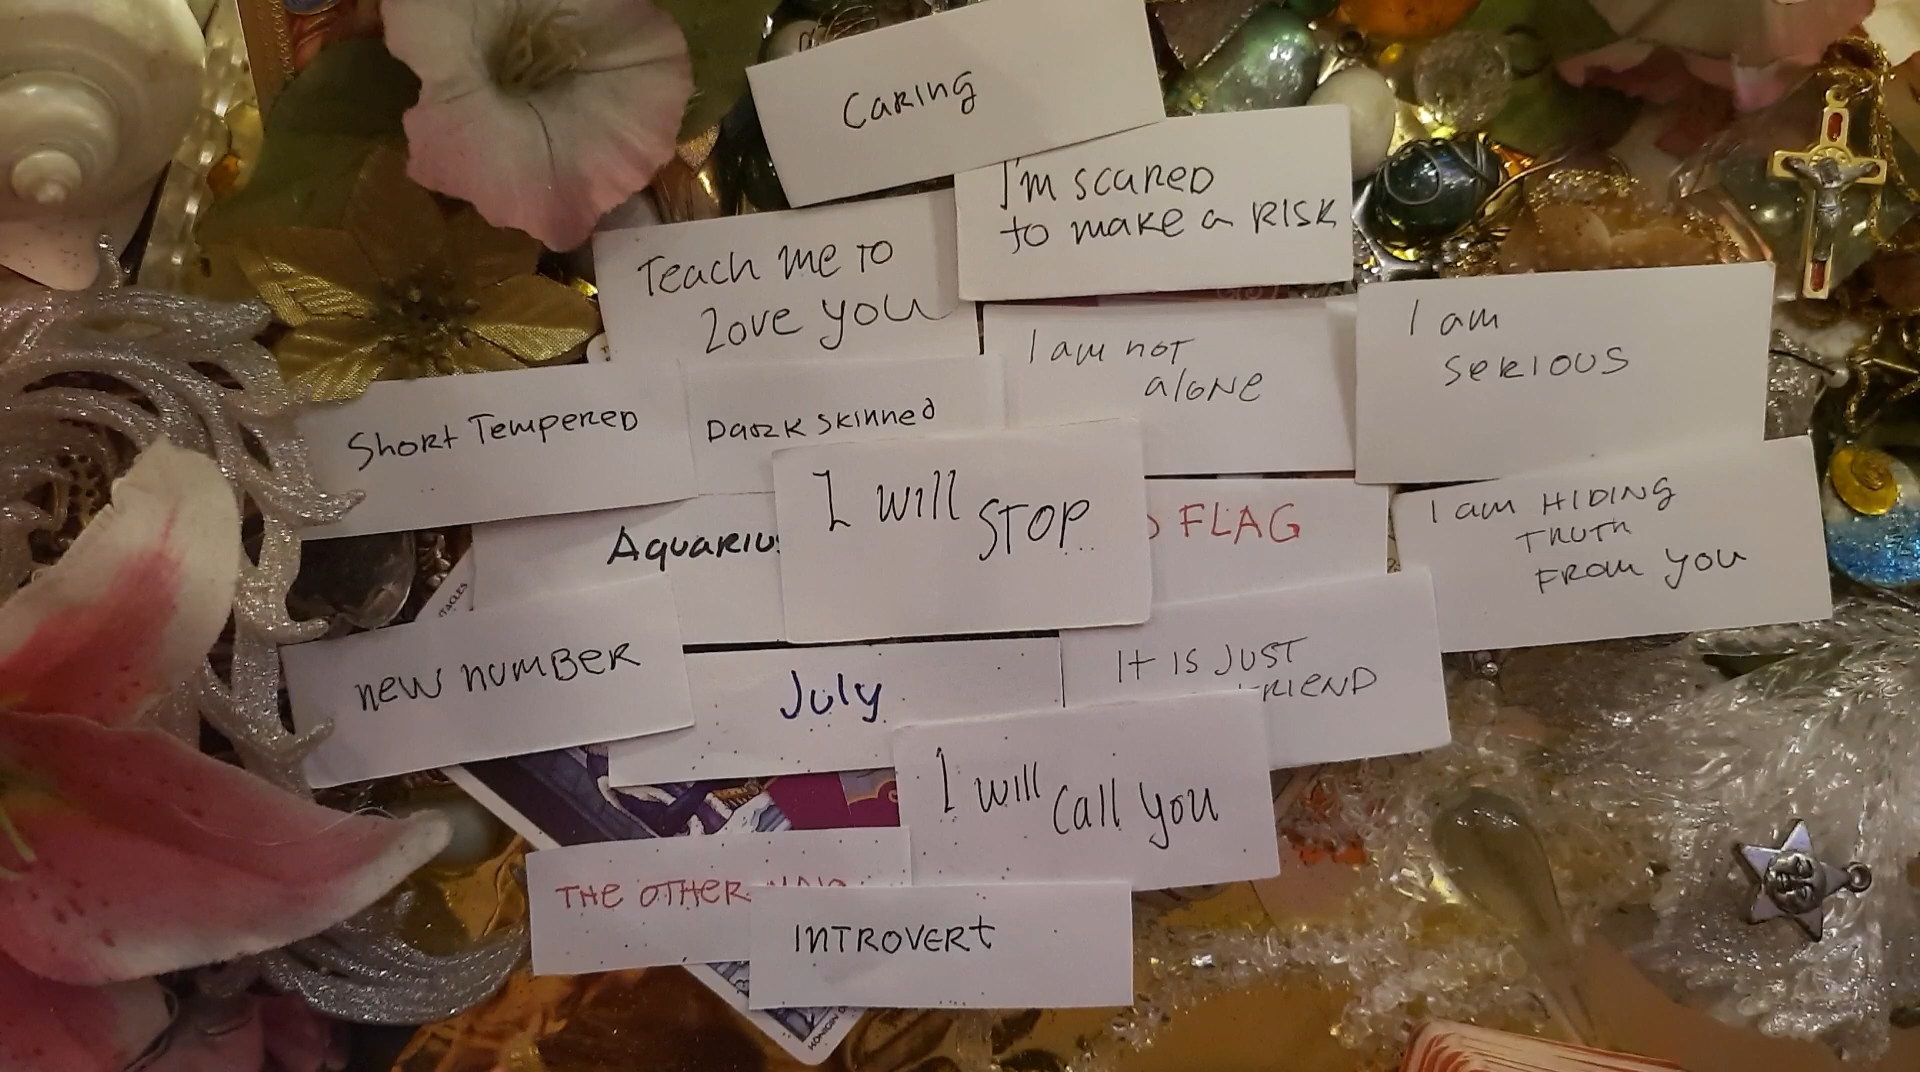 Caring
I'm scared
to make a risk
Teach me to
love you
I am not
alone
I am
serious
Short Tempered
Dark skinned
I will
STOP
Aquarius
FLAG
I am HIDING
TRUTH
FROM you
new number
July
It is just
FRIEND
I will
call you
THE OTHER
INTROVERT